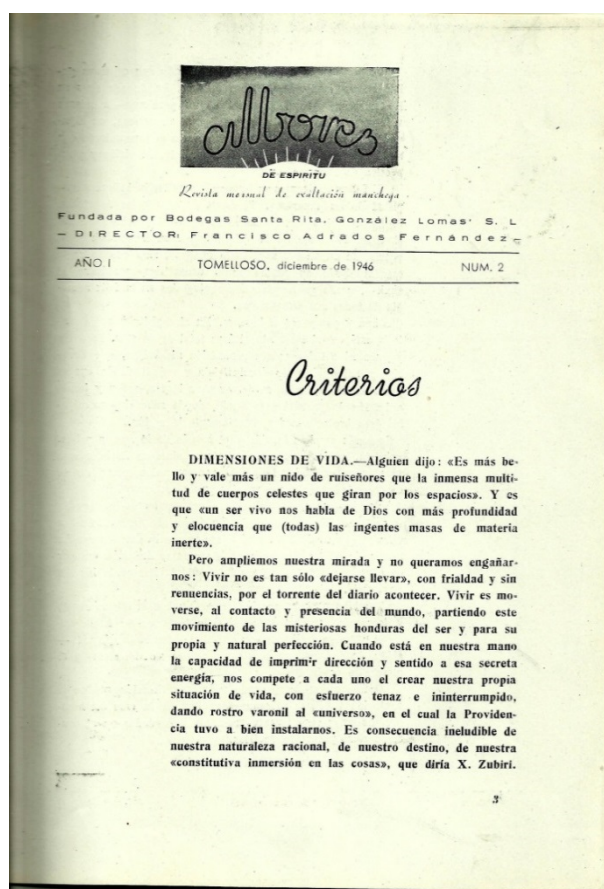 Albores
DE ESPIRITU
Revista mensual de exaltación manchega
Fundada por Bodegas Santa Rita, González Lomas· S. L
— DIRECTOR: Francisco Adrados Fernández—
AÑO I TOMELLOSO, diciembre de 1946 NUM. 2
Criterios
DIMENSIONES DE VIDA.—Alguien dijo: «Es más be-
llo y vale más un nido de ruiseñores que la inmensa multi-
tud de cuerpos celestes que giran por los espacios». Y es
que «un ser vivo nos habla de Dios con más profundidad
y elocuencia que (todas) las ingentes masas de materia
inerte».
Pero ampliemos nuestra mirada y no queramos engañar-
nos: Vivir no es tan sólo «dejarse llevar», con frialdad y sin
renuencias, por el torrente del diario acontecer. Vivir es mo-
verse, al contacto y presencia del mundo, partiendo este
movimiento de las misteriosas honduras del ser y para su
propia y natural perfección. Cuando está en nuestra mano
la capacidad de imprimir dirección y sentido a esa secreta
energía, nos compete a cada uno el crear nuestra propia
situación de vida, con esfuerzo tenaz e ininterrumpido,
dando rostro varonil al «universo», en el cual la Providen-
cia tuvo a bien instalarnos. Es consecuencia ineludible de
nuestra naturaleza racional, de nuestro destino, de nuestra
«constitutiva inmersión en las cosas», que diría X. Zubiri.
3